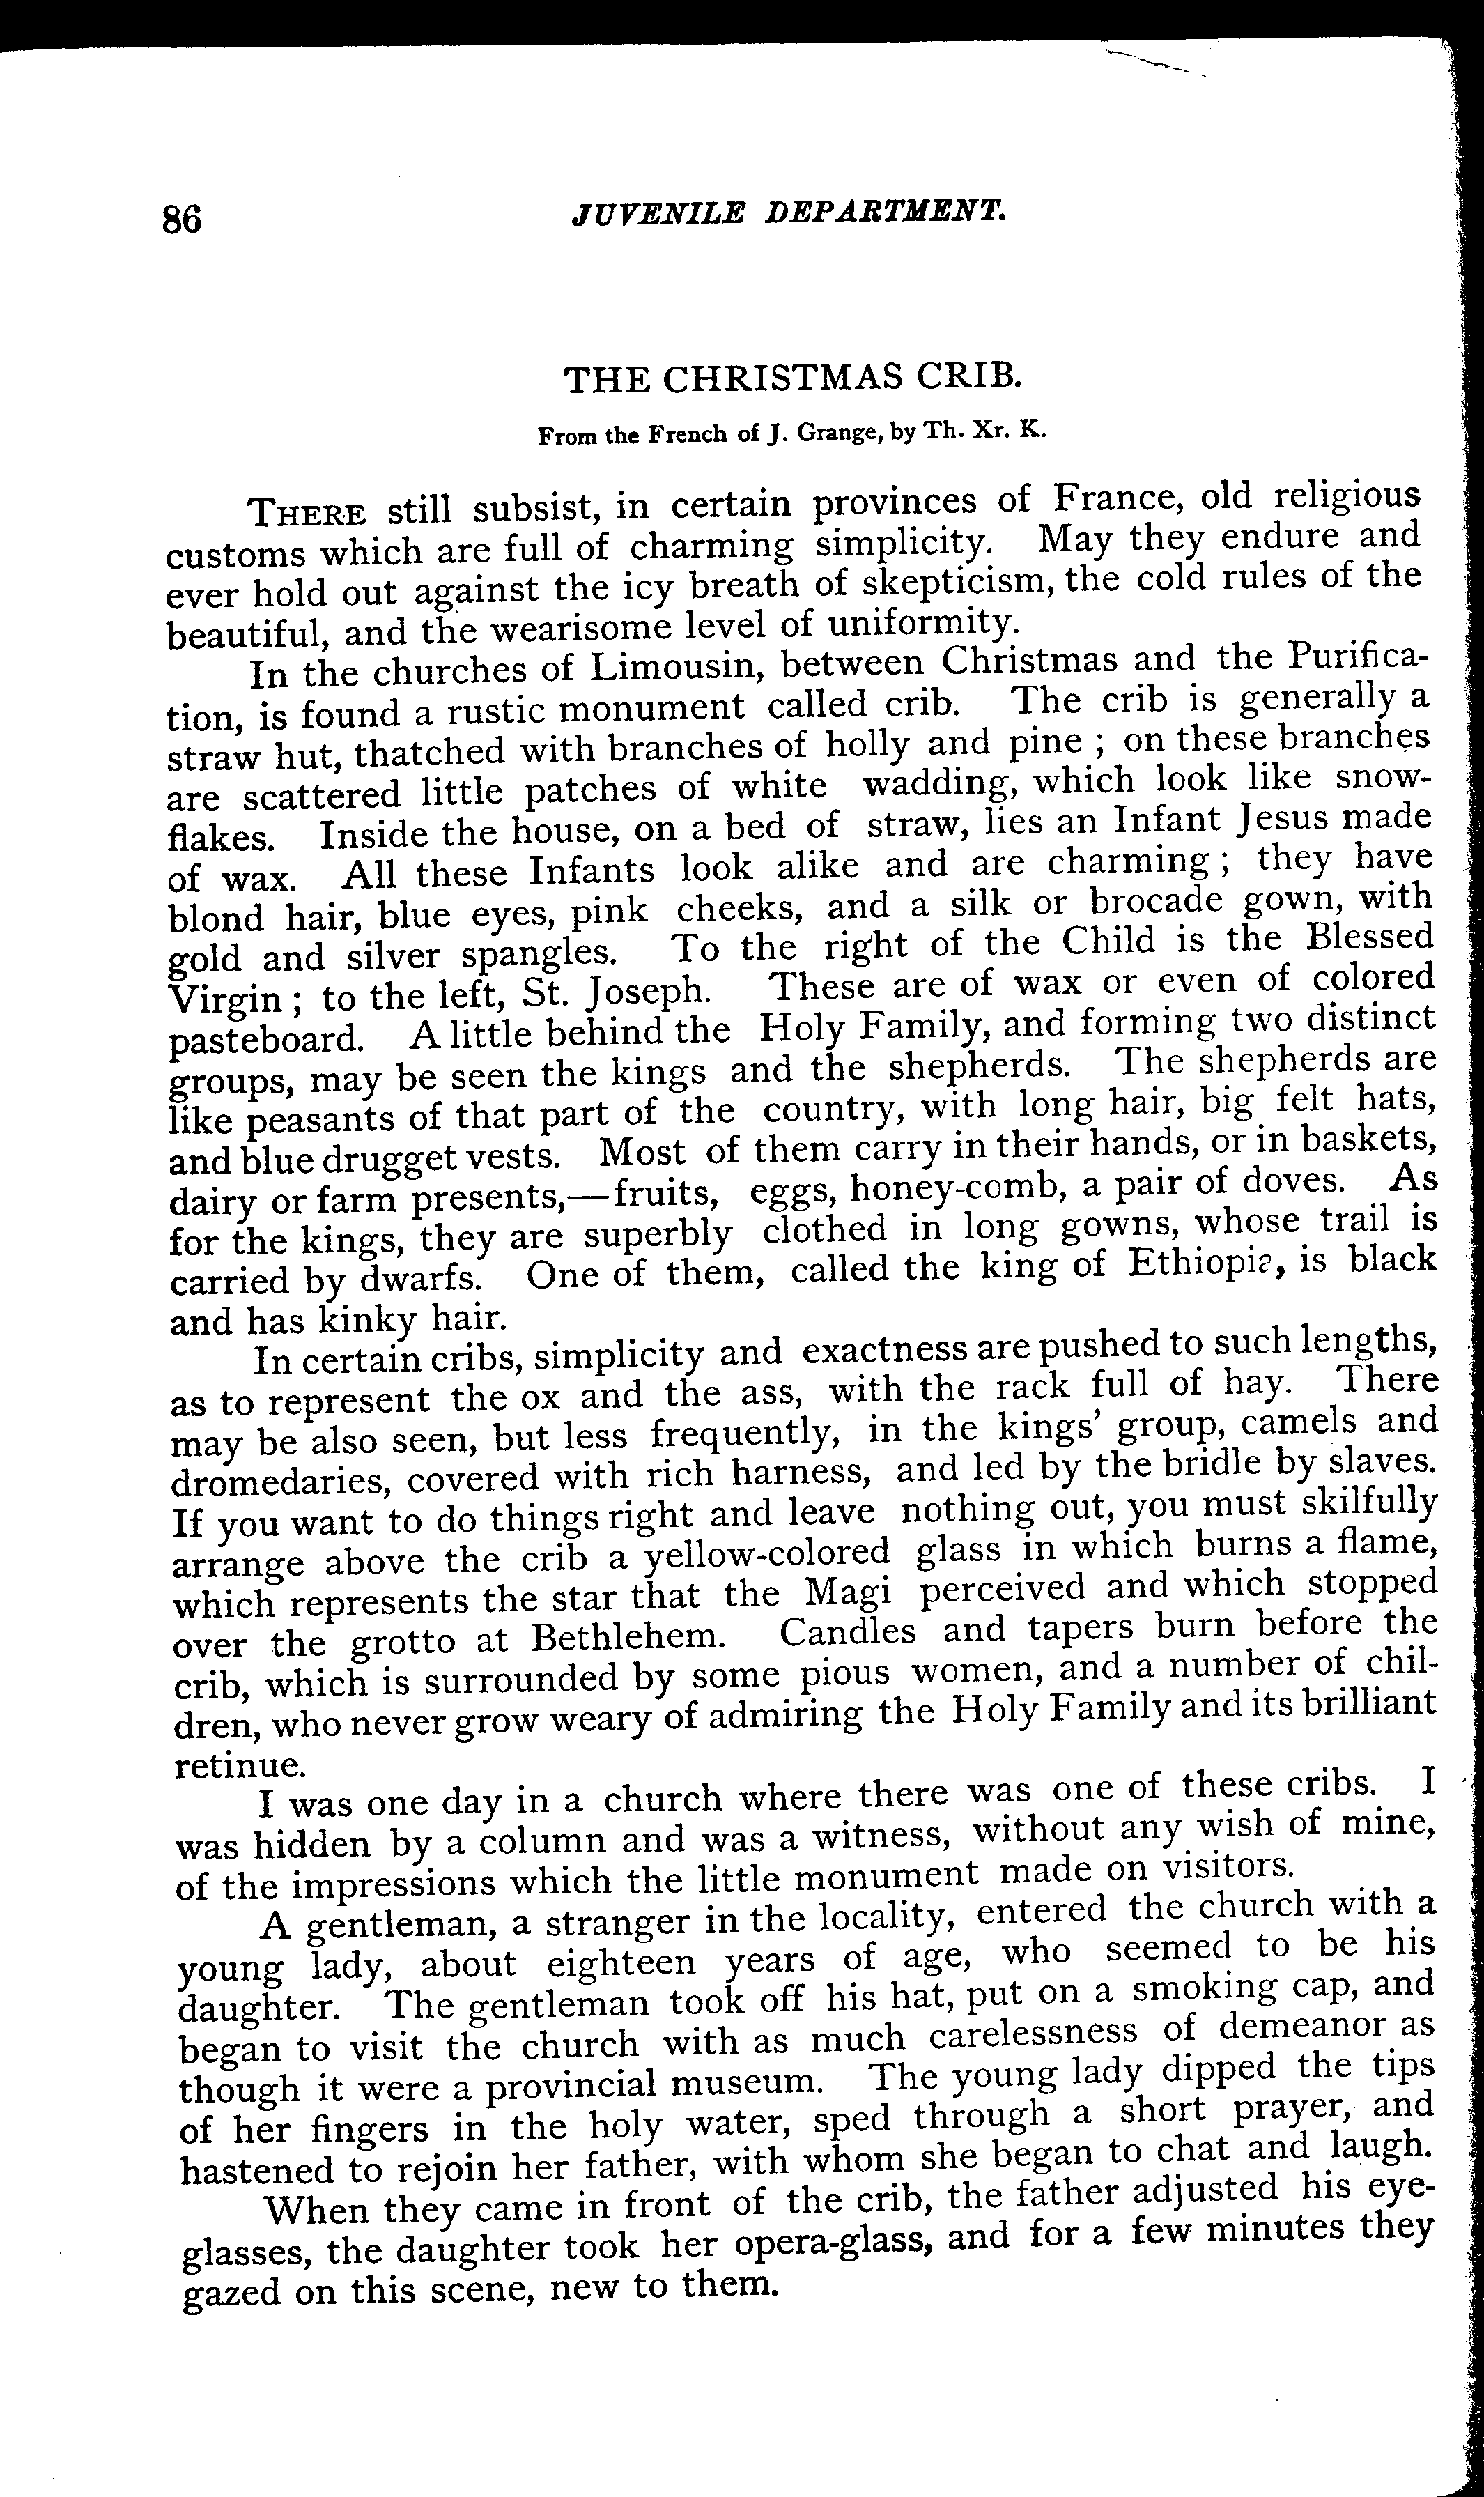 86
JUVENILE DEPARTMENT.
THE CHRISTMAS CRIB.
From the French of J. Grange, by Th. Xr. K.
THERE still subsist, in certain provinces of France, old religious
customs which are full of charming simplicity. May they endure and
ever hold out against the icy breath of skepticism, the cold rules of the
beautiful, and the wearisome level of uniformity.
In the churches of Limousin, between Christmas and the Purifica-
tion, is found a rustic monument called crib. The crib is generally a
straw hut, thatched with branches of holly and pine ; on these branches
are scattered little patches of white wadding, which look like snow-
flakes. Inside the house, on a bed of straw, lies an Infant Jesus made
of wax. All these Infants look alike and are charming ; they have
blond hair, blue eyes, pink cheeks, and a silk or brocade gown, with
gold and silver spangles. To the right of the Child is the Blessed
Virgin ; to the left, St. Joseph. These are of wax or even of colored
pasteboard. A little behind the Holy Family, and forming two distinct
groups, may be seen the kings and the shepherds. The shepherds are
like peasants of that part of the country, with long hair, big felt hats,
and blue drugget vests. Most of them carry in their hands, or in baskets,
dairy or farm presents,—fruits, eggs, honey-comb, a pair of doves. As
for the kings, they are superbly clothed in long gowns, whose trail is
carried by dwarfs. One of them, called the king of Ethiopia, is black
and has kinky hair.
In certain cribs, simplicity and exactness are pushed to such lengths,
as to represent the ox and the ass, with the rack full of hay. There
may be also seen, but less frequently, in the kings' group, camels and
dromedaries, covered with rich harness, and led by the bridle by slaves.
If you want to do things right and leave nothing out, you must skilfully
arrange above the crib a yellow-colored glass in which burns a flame,
which represents the star that the Magi perceived and which stopped
over the grotto at Bethlehem. Candles and tapers burn before the
crib, which is surrounded by some pious women, and a number of chil-
dren, who never grow weary of admiring the Holy Family and its brilliant
retinue.
I was one day in a church where there was one of these cribs. I
was hidden by a column and was a witness, without any wish of mine,
of the impressions which the little monument made on visitors.
A gentleman, a stranger in the locality, entered the church with a
young lady, about eighteen years of age, who seemed to be his
daughter. The gentleman took off his hat, put on a smoking cap, and
began to visit the church with as much carelessness of demeanor as
though it were a provincial museum. The young lady dipped the tips
of her fingers in the holy water, sped through a short prayer, and
hastened to rejoin her father, with whom she began to chat and laugh.
When they came in front of the crib, the father adjusted his eye-
glasses, the daughter took her opera-glass, and for a few minutes they
gazed on this scene, new to them.